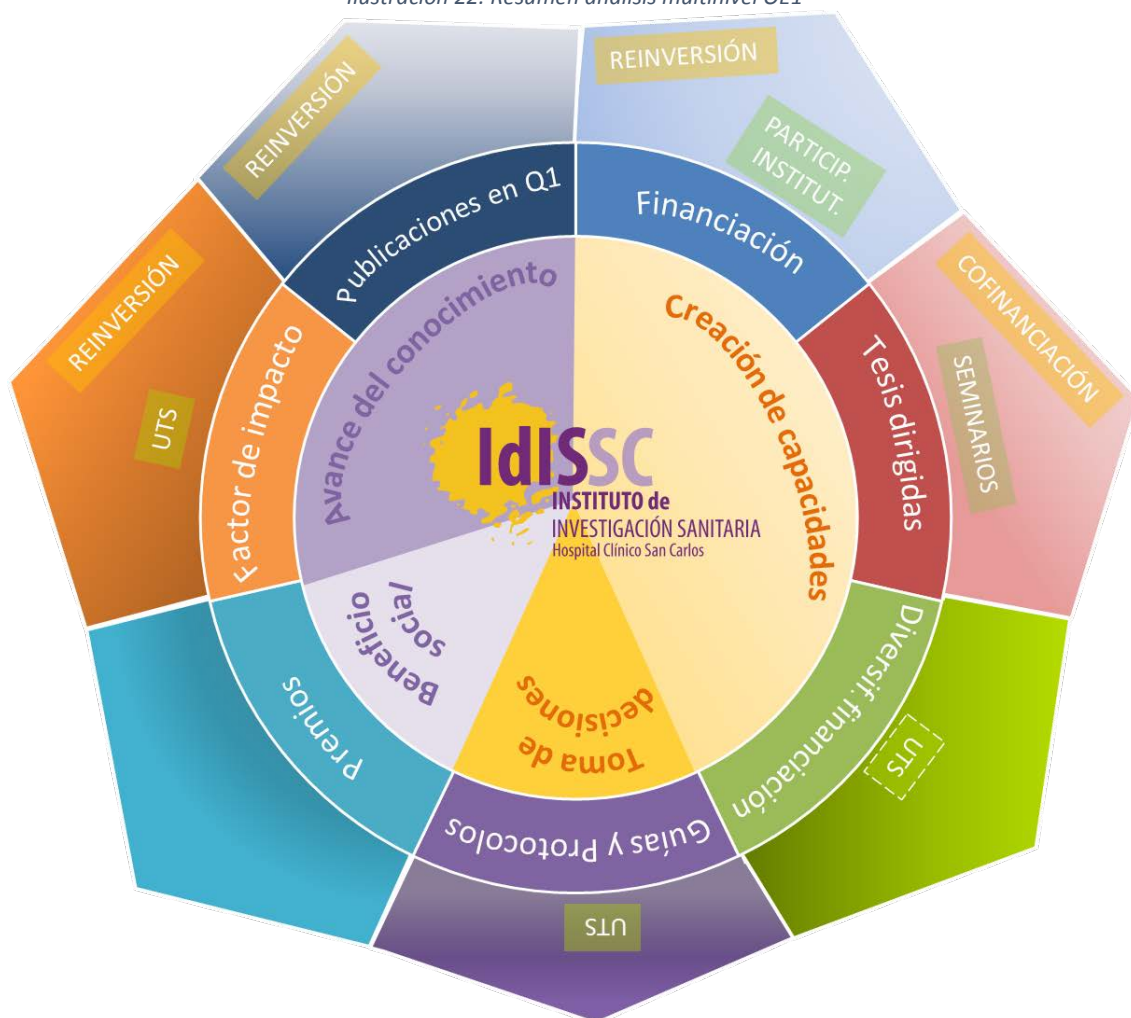 Ilustración 22: Resumen análisis multinivel OE1
REINVERSIÓN
REINVERSIÓN
PARTICIP.
INSTITUT.
COFINANCIACIÓN
SEMINARIOS
UTS
UTS
REINVERSIÓN
UTS
Publicaciones en Q1
Financiación
Tesis dirigidas
Diversif. financiación
Guías y Protocolos
Premios
Factor de impacto
Avance del conocimiento
Creación de capacidades
Toma de
decisiones
Beneficio
social
IdISSC
INSTITUTO de
INVESTIGACIÓN SANITARIA
Hospital Clínico San Carlos